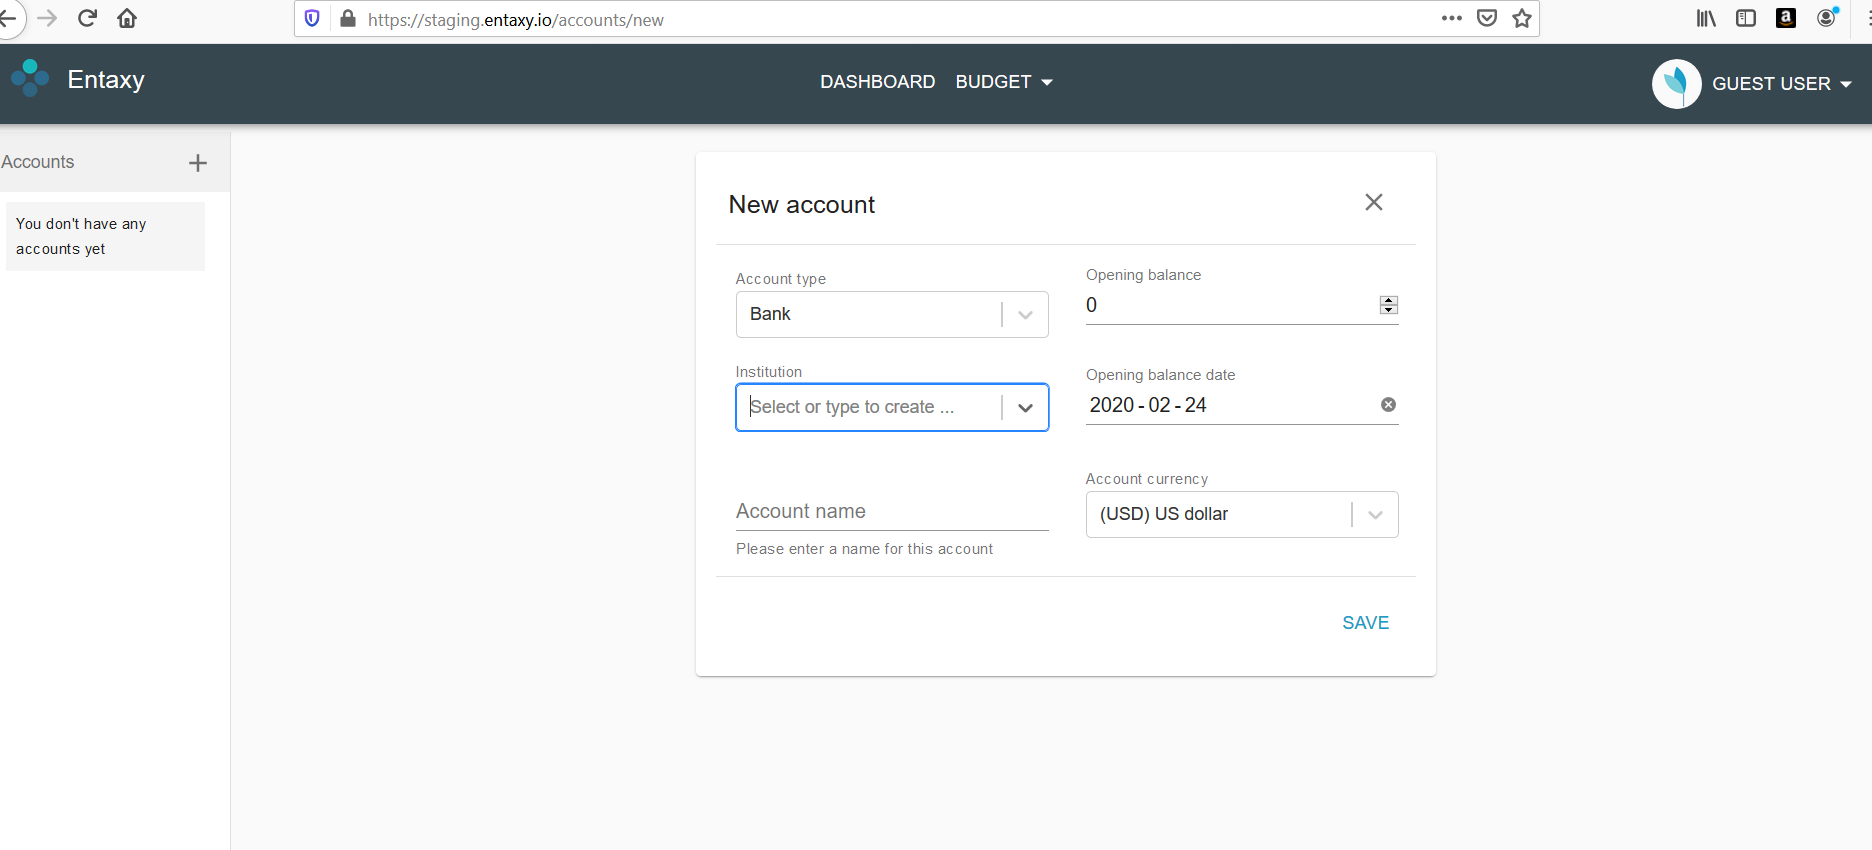 https://staging.entaxy.io/accounts/new
Entaxy
DASHBOARD BUDGET
GUEST USER
Accounts
You don't have any
accounts yet
New account
Account type
Bank
Opening balance
0
Institution
Select or type to create ...
Opening balance date
2020-02-24
Account name
Please enter a name for this account
Account currency
(USD) US dollar
SAVE